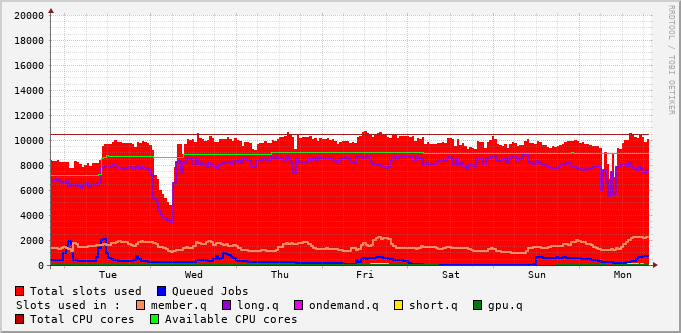 RRDTOOL / TOBI OETIKER
20000
18000
16000
14000
12000
10000
8000
6000
4000
2000
0
Tue Wed Thu Fri Sat Sun Mon
Total slots used Queued Jobs
Slots used in : member.q long.q ondemand.q short.q gpu.q
Total CPU cores Available CPU cores